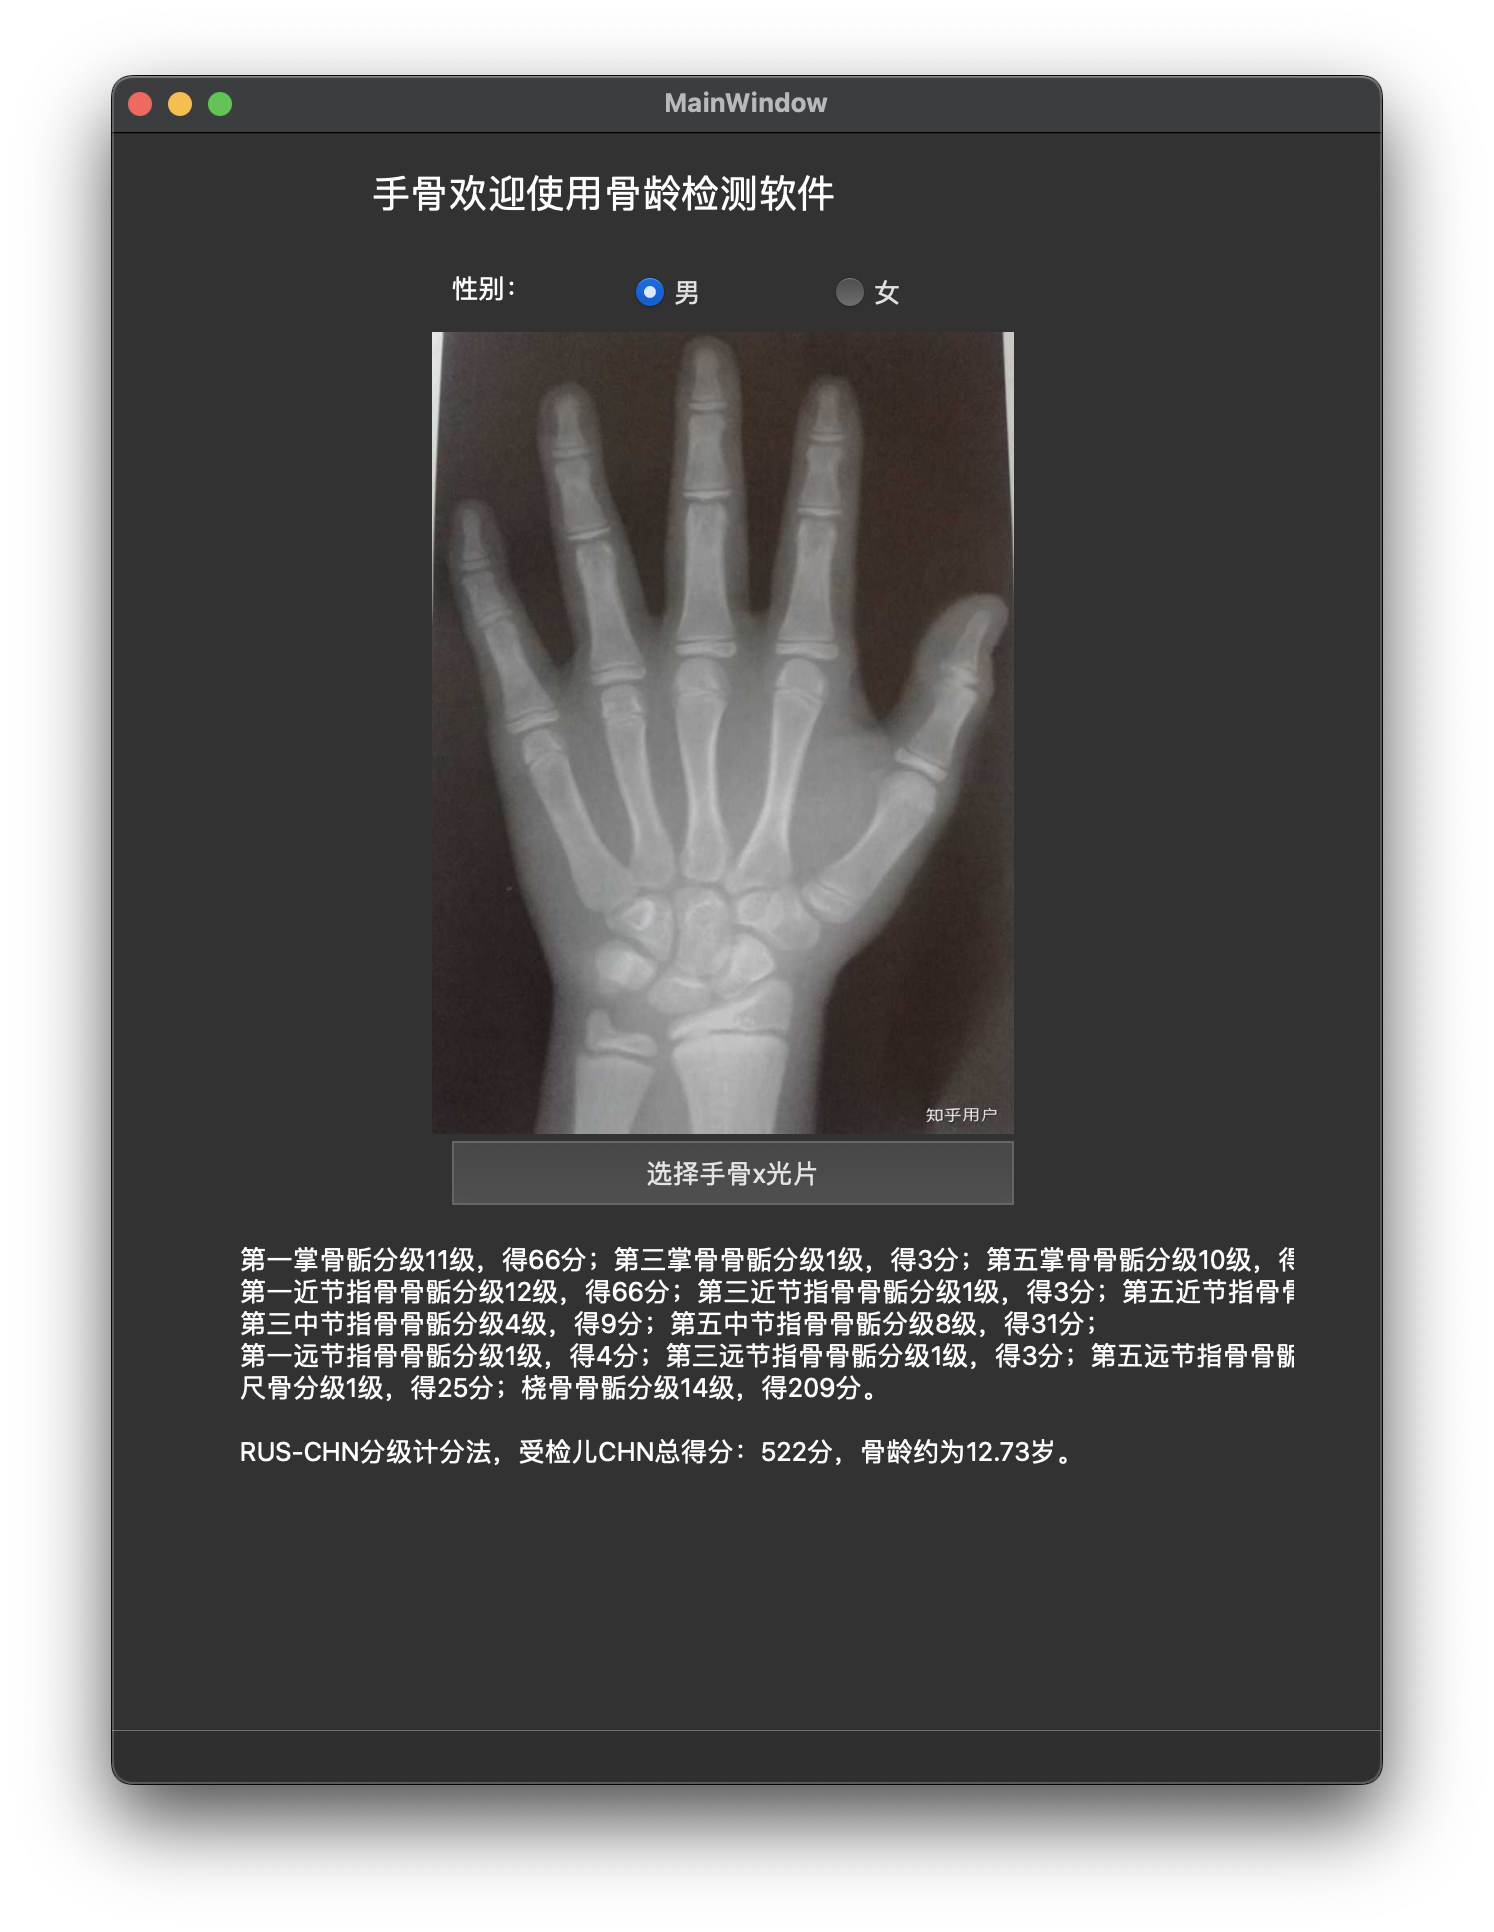 MainWindow
手骨欢迎使用骨龄检测软件
性别： 男 女
知乎用户
选择手骨x光片
第一掌骨骺分级11级，得66分；第三掌骨骨骺分级1级，得3分；第五掌骨骨骺分级10级，得
第一近节指骨骨骺分级12级，得66分；第三近节指骨骨骺分级1级，得3分；第五近节指骨
第三中节指骨骨骺分级4级，得9分；第五中节指骨骨骺分级8级，得31分；
第一远节指骨骨骺分级1级，得4分；第三远节指骨骨骺分级1级，得3分；第五远节指骨骨骺
尺骨分级1级，得25分；桡骨骨骺分级14级，得209分。
RUS-CHN分级计分法，受检儿CHN总得分：522分，骨龄约为12.73岁。